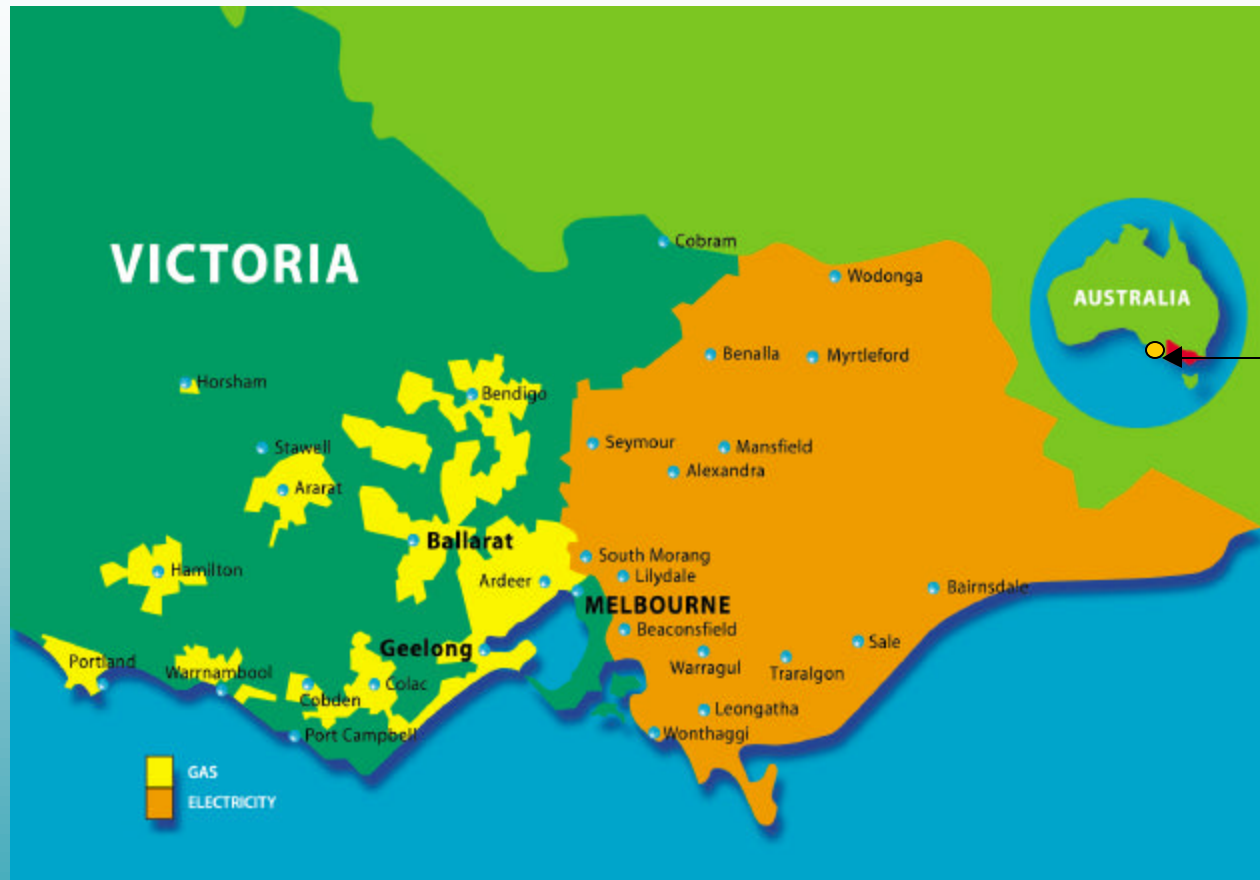 VICTORIA
Cobram
Wodonga
AUSTRALIA
Benalla
Myrtleford
Horsham
Bendigo
Stawell
Seymour
Mansfield
Alexandra
Ararat
Ballarat
South Morang
Hamilton
Ardeer
Lilydale
Bairnsdale
MELBOURNE
Beaconsfield
Sale
Geelong
Portland
Warrnambool
Warragul
Traralgon
Colac
Cobden
Leongatha
Port Campbell
Wonthaggi
GAS
ELECTRICITY